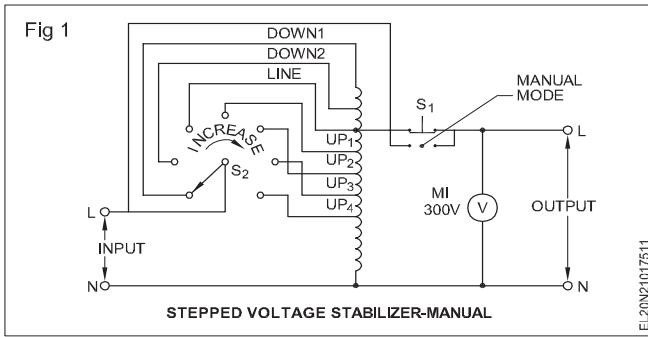 Fig 1
DOWN1
DOWN2
LINE
MANUAL
MODE
S1
L
INCREASE
UP1
UP2
S2
UP3
UP4
MI
300V
V
OUTPUT
L
INPUT
N
N
STEPPED VOLTAGE STABILIZER-MANUAL
EL20N21017511